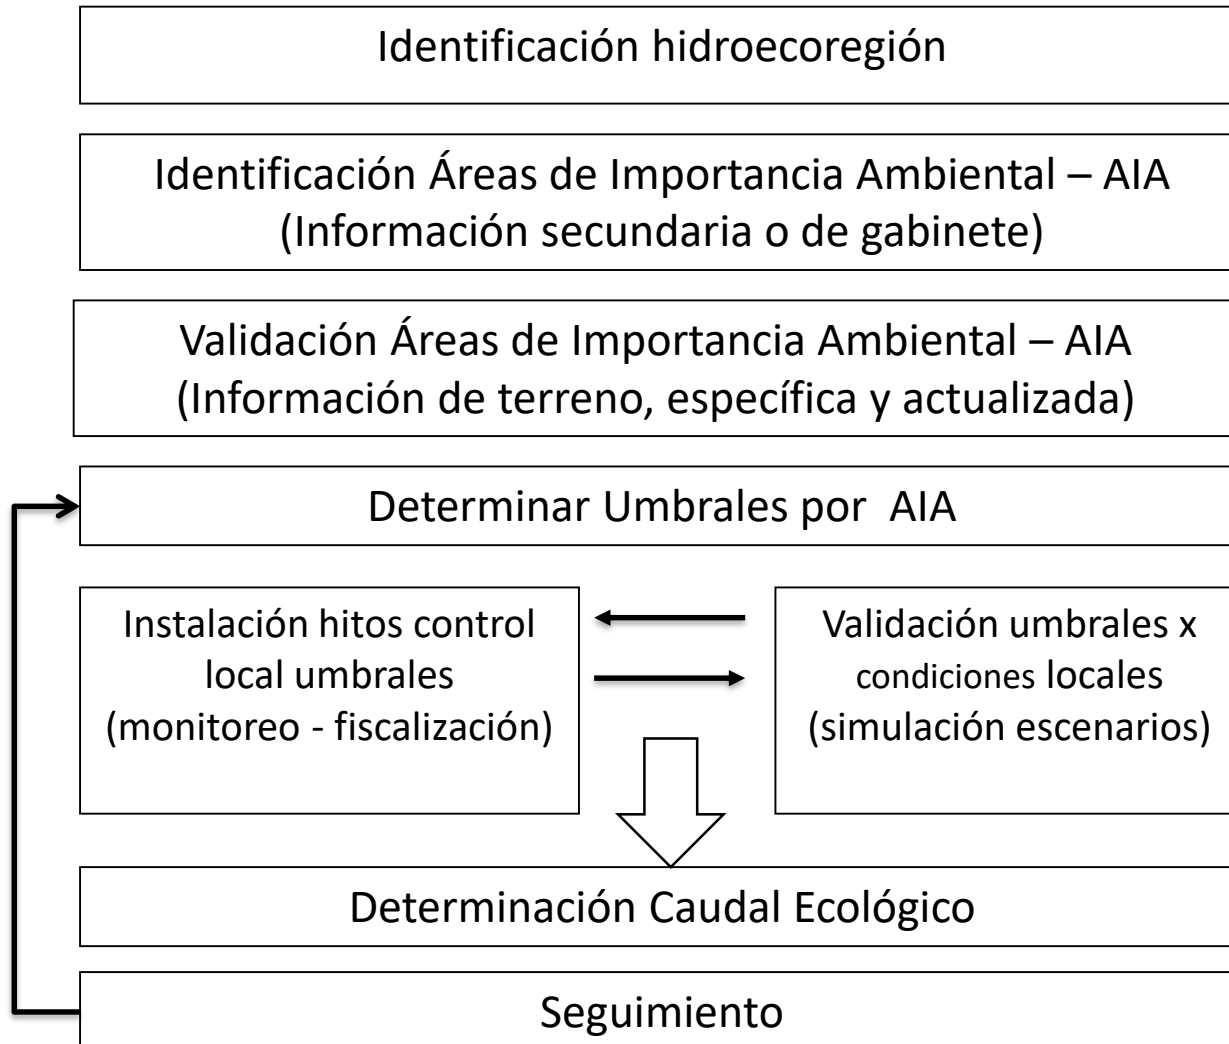 Identificación hidroecoregión
Identificación Áreas de Importancia Ambiental – AIA
(Información secundaria o de gabinete)
Validación Áreas de Importancia Ambiental – AIA
(Información de terreno, específica y actualizada)
Determinar Umbrales por AIA
Instalación hitos control
local umbrales
(monitoreo - fiscalización)
Validación umbrales x
condiciones locales
(simulación escenarios)
Determinación Caudal Ecológico
Seguimiento